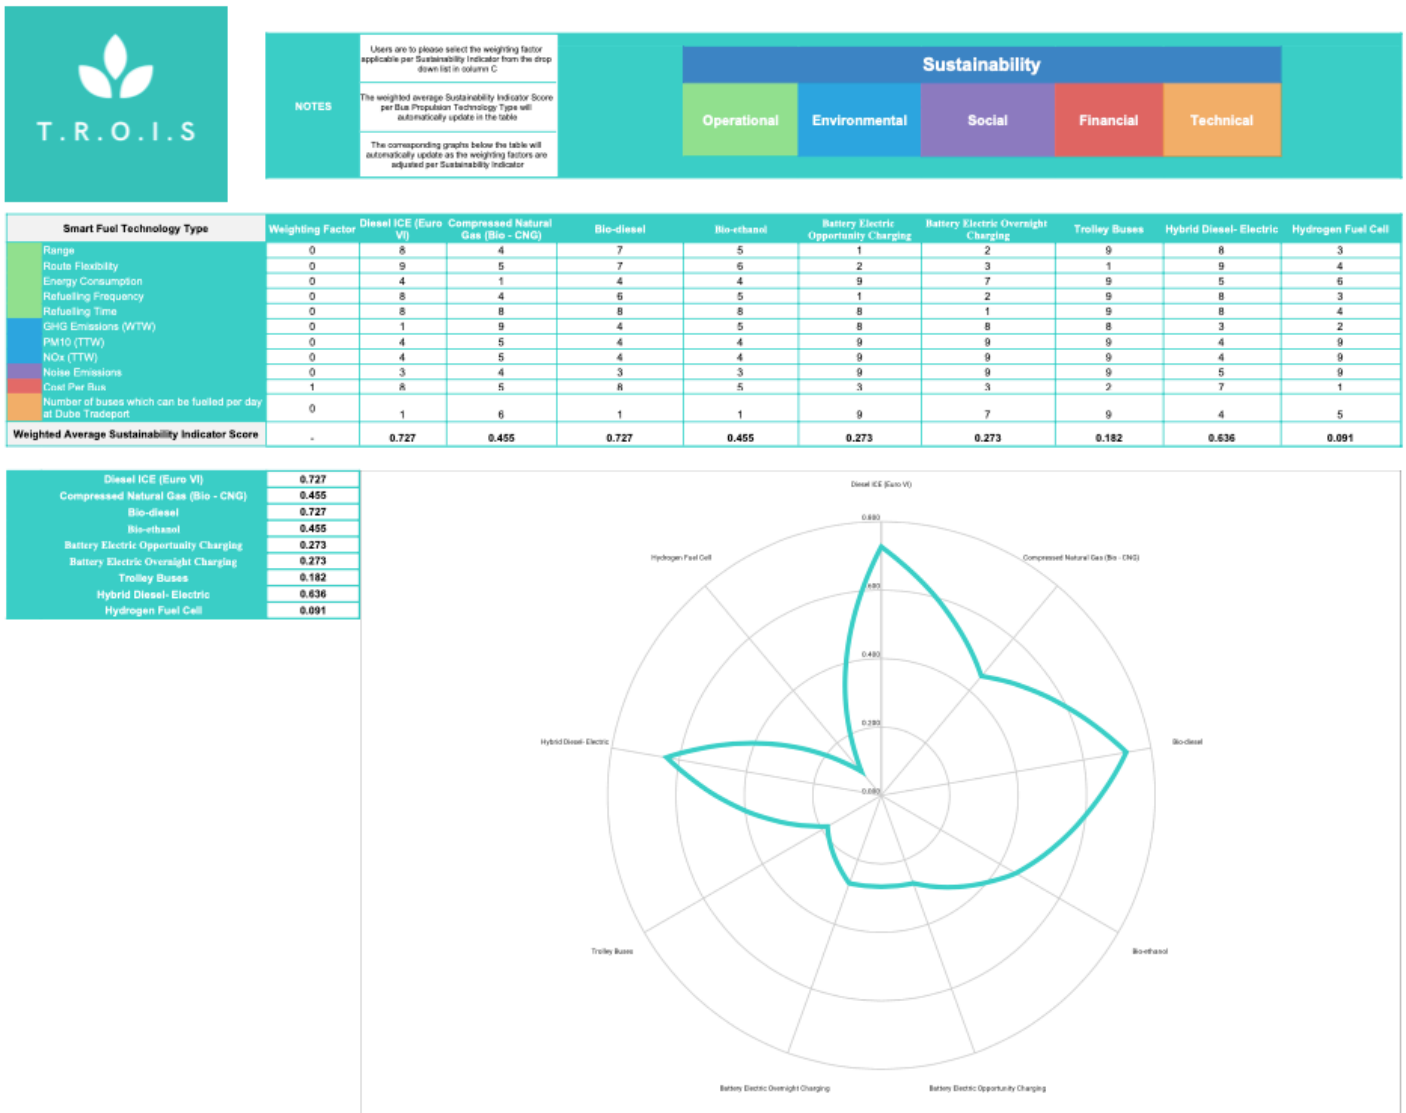 T.R.O.I.S
NOTES
Users are to please select the weighting factor
applicable per Sustainability Indicator from the drop
down list in column C
The weighted average Sustainability Indicator Score
per Bus Propulsion Technology Type will
automatically update in the table
The corresponding graphs below the table will
automatically update as the weighting factors are
adjusted per Sustainability Indicator
Sustainability
Operational Environmental Social Financial Technical
Smart Fuel Technology Type Weighting Factor Diesel ICE (Euro VI) Compressed Natural Gas (Bio - CNG) Bio-diesel Bio-ethanol Battery Electric Opportunity Charging Battery Electric Overnight Charging Trolley Buses Hybrid Diesel- Electric Hydrogen Fuel Cell
Range 0 8 4 7 5 1 2 9 8 3
Route Flexibility 0 9 5 7 6 2 3 1 9 4
Energy Consumption 0 4 1 4 4 9 7 9 5 6
Refuelling Frequency 0 8 4 6 5 1 2 9 8 3
Refuelling Time 0 8 8 8 8 8 1 9 8 4
GHG Emissions (WTW) 0 1 9 4 5 8 8 8 3 2
PM10 (TTW) 0 4 5 4 4 9 9 9 4 9
NOx (TTW) 0 4 5 4 4 9 9 9 4 9
Noise Emissions 0 3 4 3 3 9 9 9 5 9
Cost Per Bus 1 8 5 8 5 3 3 2 7 1
Number of buses which can be fuelled per day
at Dube Tradeport 0 1 6 1 1 9 7 9 4 5
Weighted Average Sustainability Indicator Score - 0.727 0.455 0.727 0.455 0.273 0.273 0.182 0.636 0.091
Diesel ICE (Euro VI) 0.727
Compressed Natural Gas (Bio - CNG) 0.455
Bio-diesel 0.727
Bio-ethanol 0.455
Battery Electric Opportunity Charging 0.273
Battery Electric Overnight Charging 0.273
Trolley Buses 0.182
Hybrid Diesel- Electric 0.636
Hydrogen Fuel Cell 0.091
Diesel ICE (Euro VI)
0.800
Hydrogen Fuel Cell
Compressed Natural Gas (Bio - CNG)
0.600
0.400
0.200
Hybrid Diesel- Electric
Bio-diesel
0.000
Trolley Buses
Bio-ethanol
Battery Electric Overnight Charging
Battery Electric Opportunity Charging